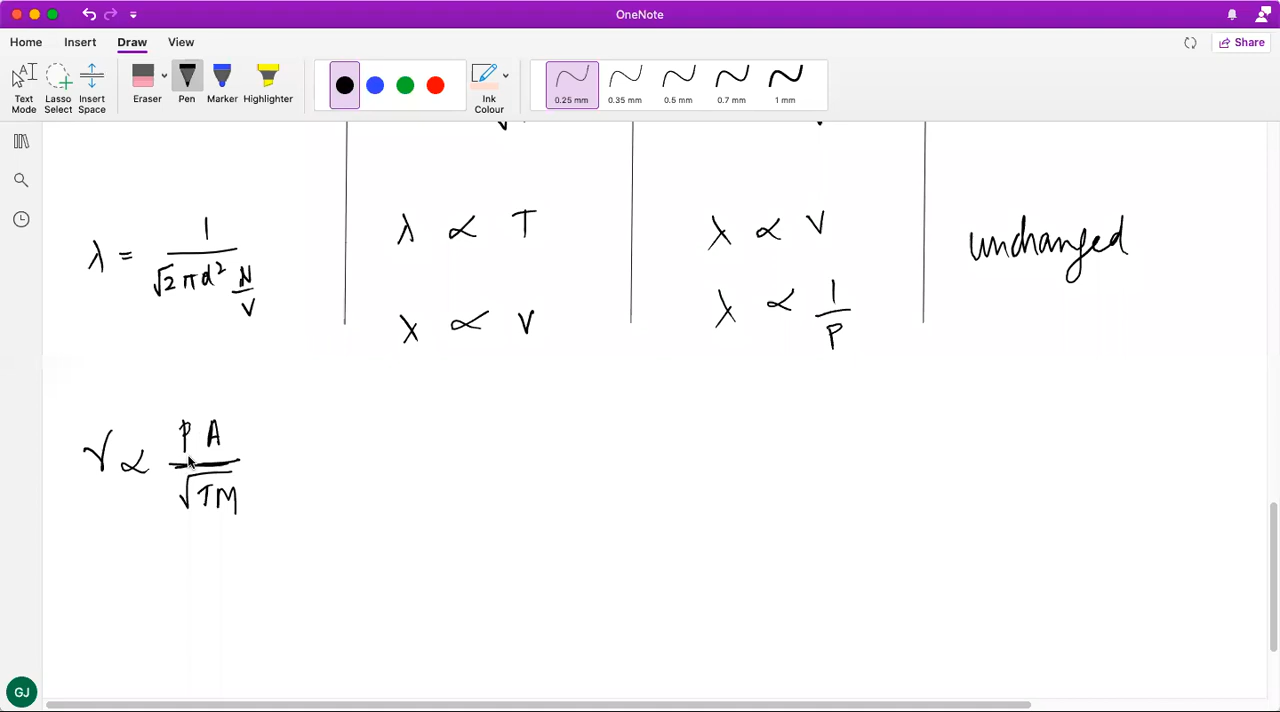 OneNote
Home Insert Draw View
Share
Text Mode
Lasso Select
Insert Space
Eraser
Pen
Marker
Highlighter
Ink Colour
0.25 mm
0.35 mm
0.5 mm
0.7 mm
1 mm
λ = 1 / √2 π d² N/V
λ ∝ T
λ ∝ V
λ ∝ V
λ ∝ 1/P
unchanged
r ∝ P A / √TM
GJ